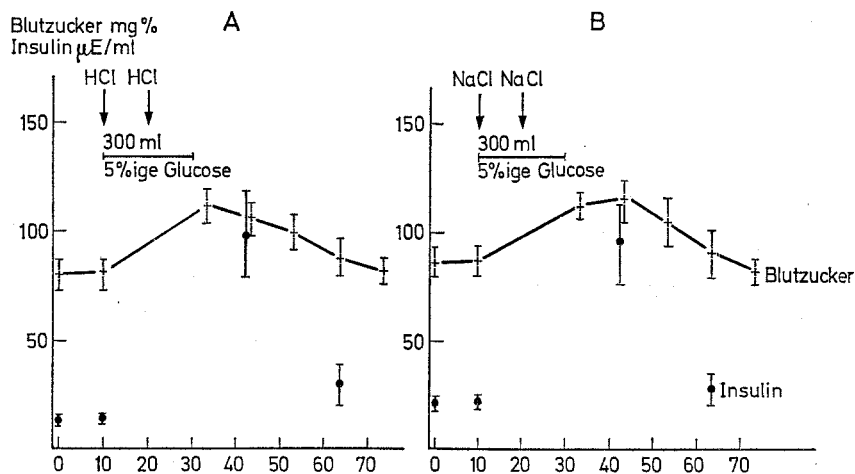 Blutzucker mg %
Insulin µE/ml
A
HCl HCl
300 ml
5%ige Glucose
150
100
50
0 10 20 30 40 50 60 70
B
NaCl NaCl
300 ml
5%ige Glucose
150
100
50
Blutzucker
Insulin
0 10 20 30 40 50 60 70